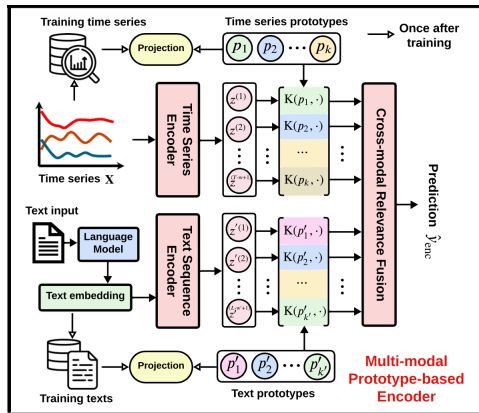 Training time series
Time series prototypes
Once after
training
Projection
p₁ p₂ ··· pₖ
Time series X
Time Series
Encoder
z⁽¹⁾
z⁽²⁾
K(p₁, ·)
K(p₂, ·)
...
K(pₖ, ·)
Cross-modal Relevance Fusion
Prediction ŷenc
Text input
Language
Model
Text embedding
Text Sequence
Encoder
z′⁽¹⁾
z′⁽²⁾
K(p′₁, ·)
K(p′₂, ·)
...
K(p′ₖ′, ·)
Training texts
Projection
p′₁ p′₂ ··· p′ₖ′
Text prototypes
Multi-modal
Prototype-based
Encoder